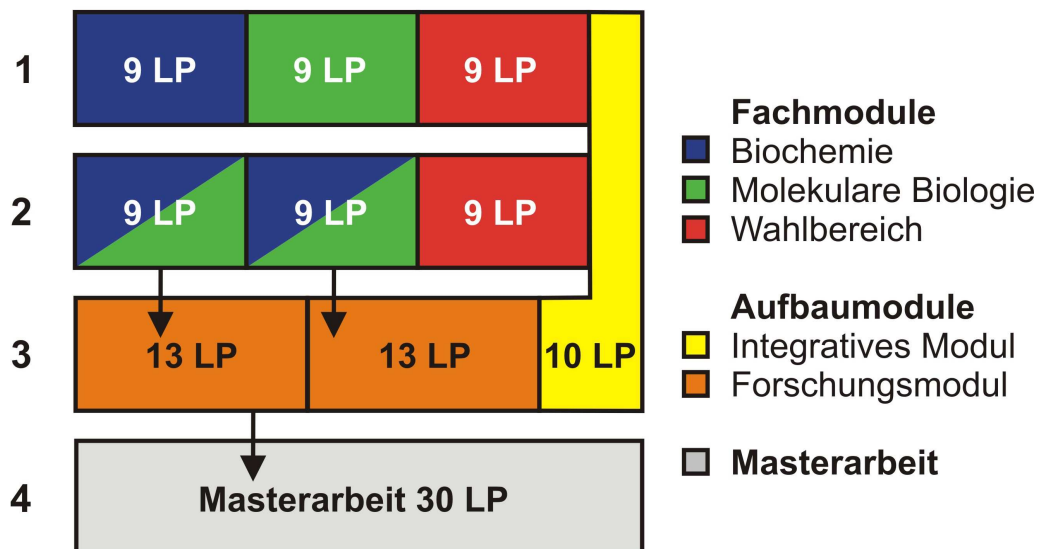 1
9 LP
9 LP
9 LP
2
9 LP
9 LP
9 LP
3
13 LP
13 LP
10 LP
4
Masterarbeit 30 LP
Fachmodule
Biochemie
Molekulare Biologie
Wahlbereich
Aufbaumodule
Integratives Modul
Forschungsmodul
Masterarbeit